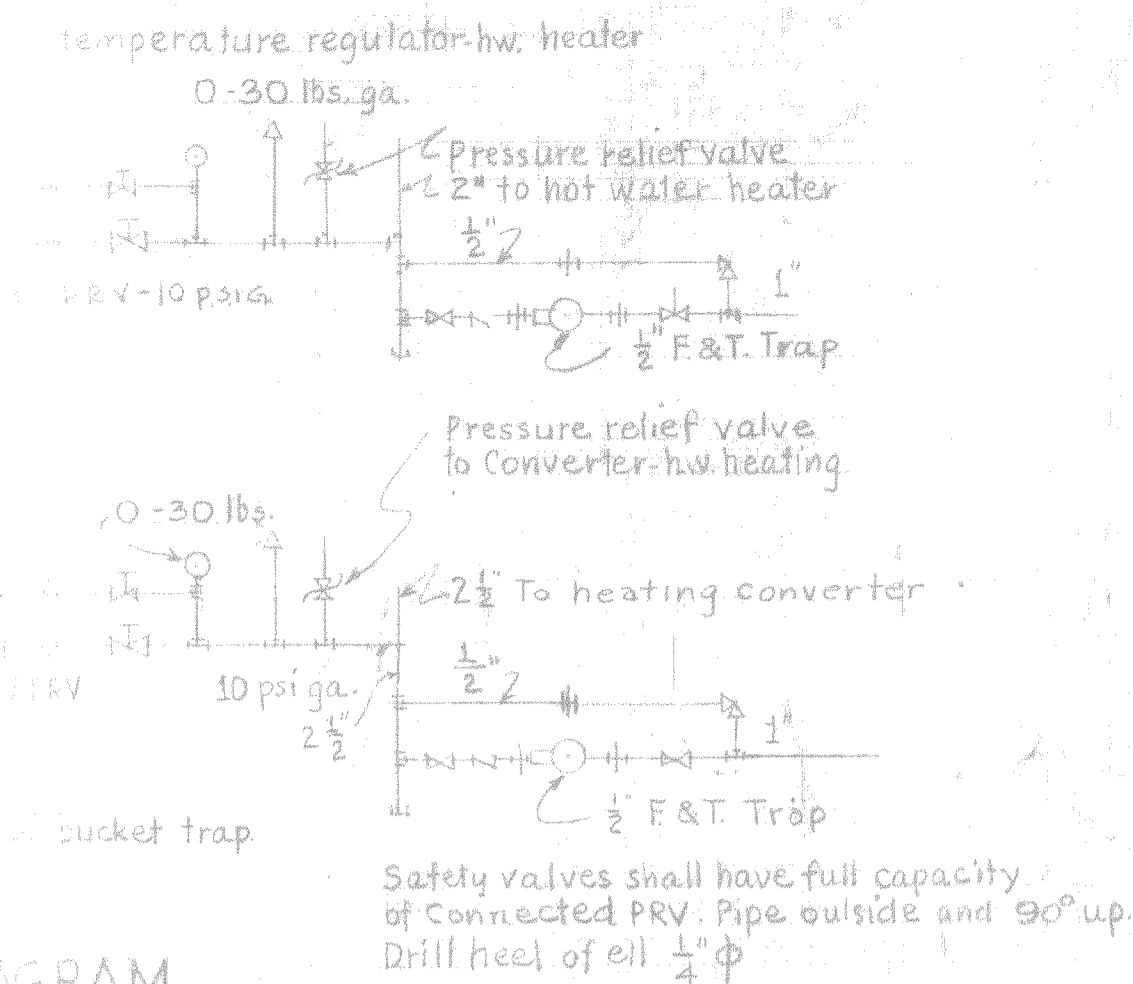 temperature regulator-hw. heater
0-30 lbs. ga.
Pressure relief valve
2" to hot water heater
1/2"
PRV-10 p.s.i.G.
1"
1/2" F.&T. Trap
Pressure relief valve
to Converter-hw heating
0-30 lbs.
2 1/2" To heating converter
1/2"
PRV
10 psi ga.
2 1/2"
1"
1/2" F.&T. Trap
bucket trap
Safety valves shall have full capacity
of Connected PRV. Pipe outside and 90° up.
Drill heel of ell 1/4" ϕ